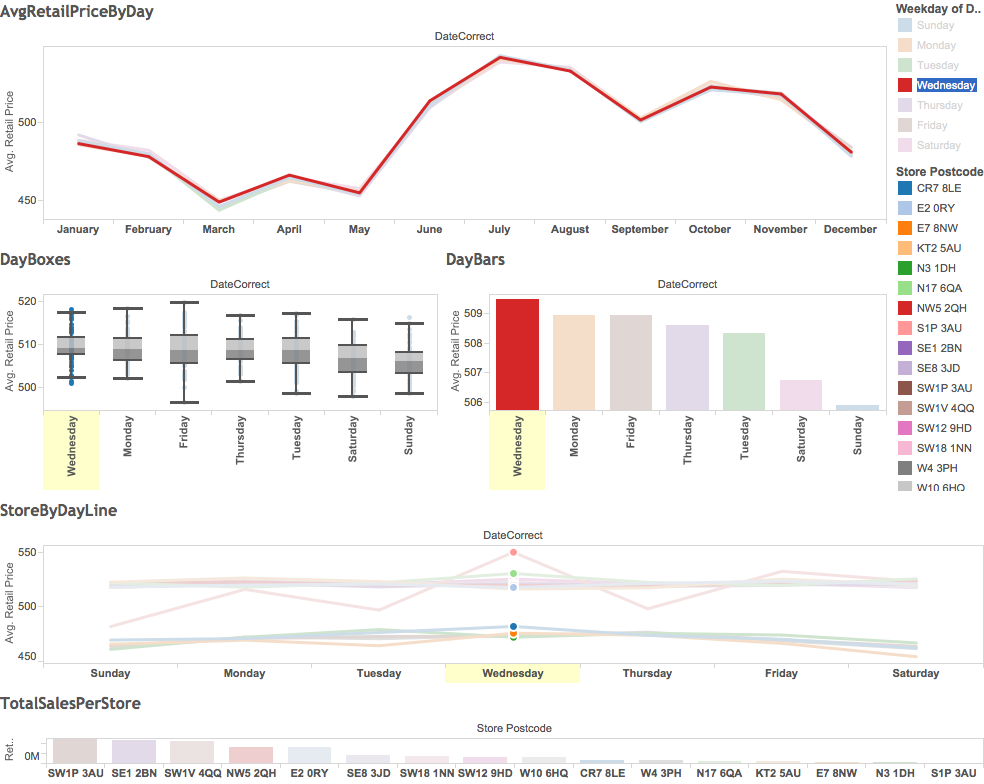 AvgRetailPriceByDay
DateCorrect
Avg. Retail Price
500
450
January February March April May June July August September October November December
Weekday of D..
Sunday
Monday
Tuesday
Wednesday
Thursday
Friday
Saturday
Store Postcode
CR7 8LE
E2 0RY
E7 8NW
KT2 5AU
N3 1DH
N17 6QA
NW5 2QH
S1P 3AU
SE1 2BN
SE8 3JD
SW1P 3AU
SW1V 4QQ
SW12 9HD
SW18 1NN
W4 3PH
W10 6HQ
DayBoxes
DateCorrect
Avg. Retail Price
520
510
500
Wednesday Monday Friday Thursday Tuesday Saturday Sunday
DayBars
DateCorrect
Avg. Retail Price
509
508
507
506
Wednesday Monday Friday Thursday Tuesday Saturday Sunday
StoreByDayLine
DateCorrect
Avg. Retail Price
550
500
450
Sunday Monday Tuesday Wednesday Thursday Friday Saturday
TotalSalesPerStore
Store Postcode
Ret..
0M
SW1P 3AU SE1 2BN SW1V 4QQ NW5 2QH E2 0RY SE8 3JD SW18 1NN SW12 9HD W10 6HQ CR7 8LE W4 3PH N17 6QA KT2 5AU E7 8NW N3 1DH S1P 3AU